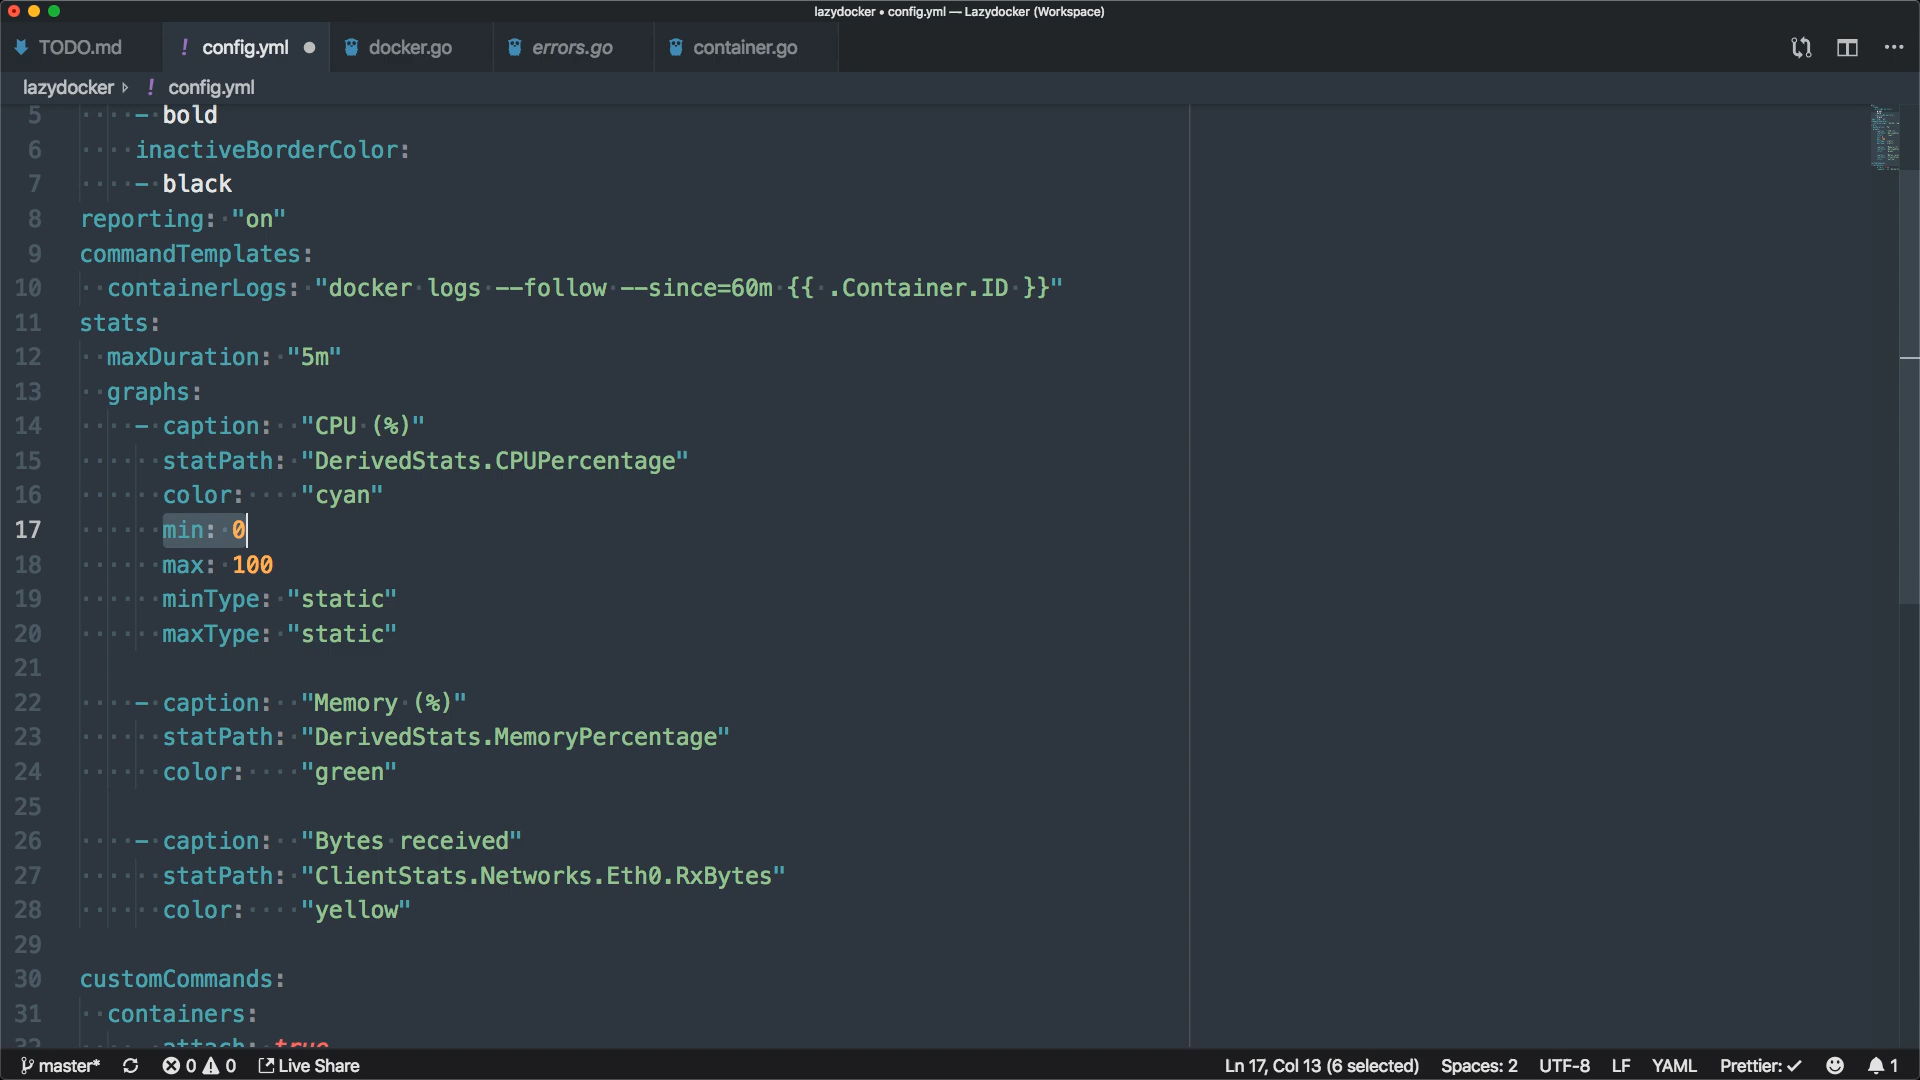 lazydocker • config.yml — Lazydocker (Workspace)
TODO.md ! config.yml docker.go errors.go container.go
lazydocker ! config.yml
5 - bold
6 inactiveBorderColor:
7 - black
8 reporting: "on"
9 commandTemplates:
10 containerLogs: "docker logs --follow --since=60m {{ .Container.ID }}"
11 stats:
12 maxDuration: "5m"
13 graphs:
14 - caption: "CPU (%)"
15 statPath: "DerivedStats.CPUPercentage"
16 color: "cyan"
17 min: 0
18 max: 100
19 minType: "static"
20 maxType: "static"
21
22 - caption: "Memory (%)"
23 statPath: "DerivedStats.MemoryPercentage"
24 color: "green"
25
26 - caption: "Bytes received"
27 statPath: "ClientStats.Networks.Eth0.RxBytes"
28 color: "yellow"
29
30 customCommands:
31 containers:
32 attach: true
master* 0 0 Live Share Ln 17, Col 13 (6 selected) Spaces: 2 UTF-8 LF YAML Prettier: ✓ 1